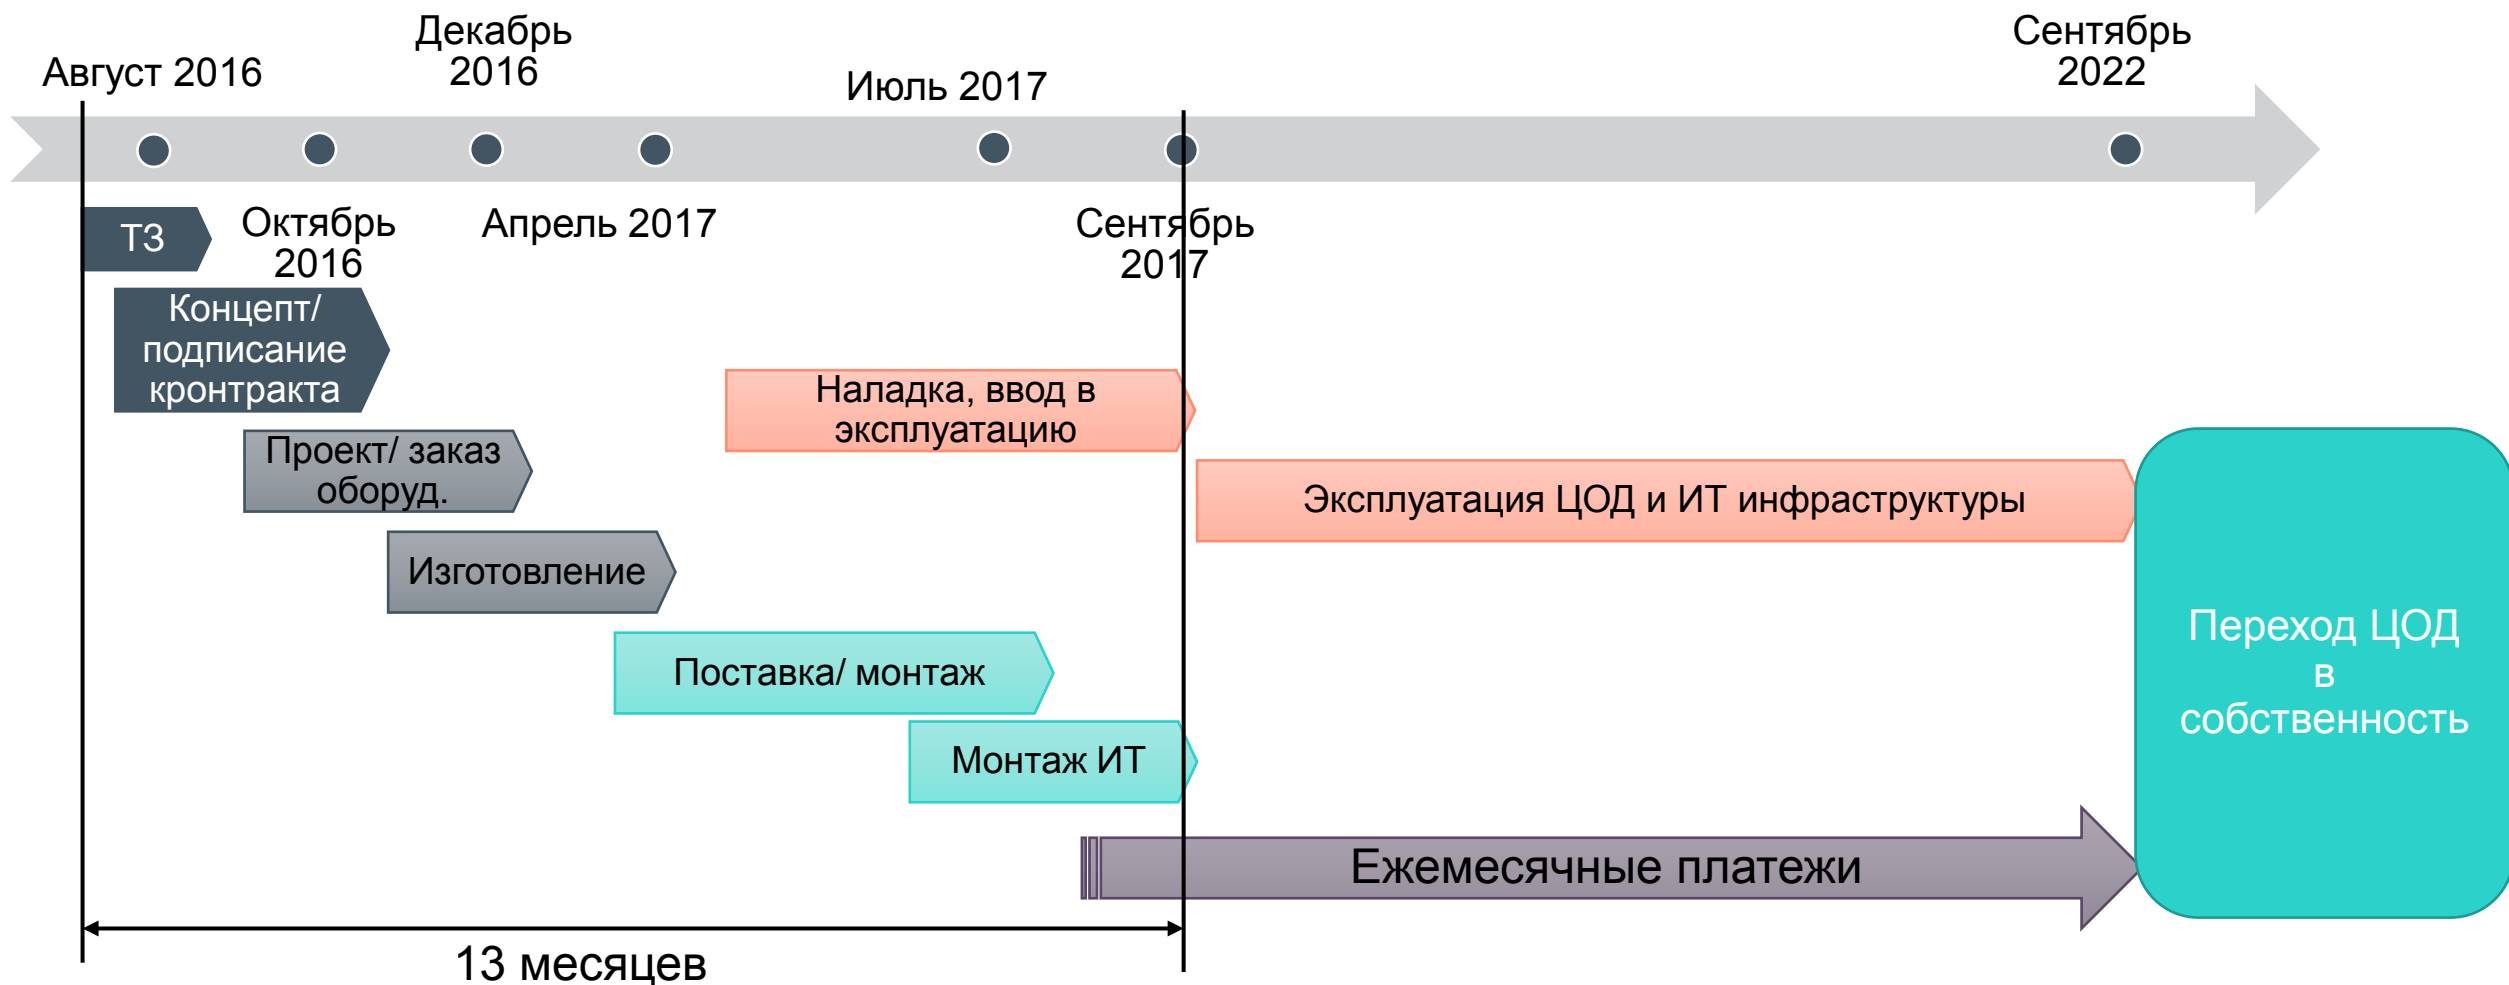 Август 2016
Декабрь
2016
Июль 2017
Сентябрь
2022
ТЗ
Октябрь
2016
Апрель 2017
Сентябрь
2017
Концепт/
подписание
кронтракта
Наладка, ввод в
эксплуатацию
Проект/ заказ
оборуд.
Эксплуатация ЦОД и ИТ инфраструктуры
Изготовление
Поставка/ монтаж
Переход ЦОД
в
собственность
Монтаж ИТ
Ежемесячные платежи
13 месяцев